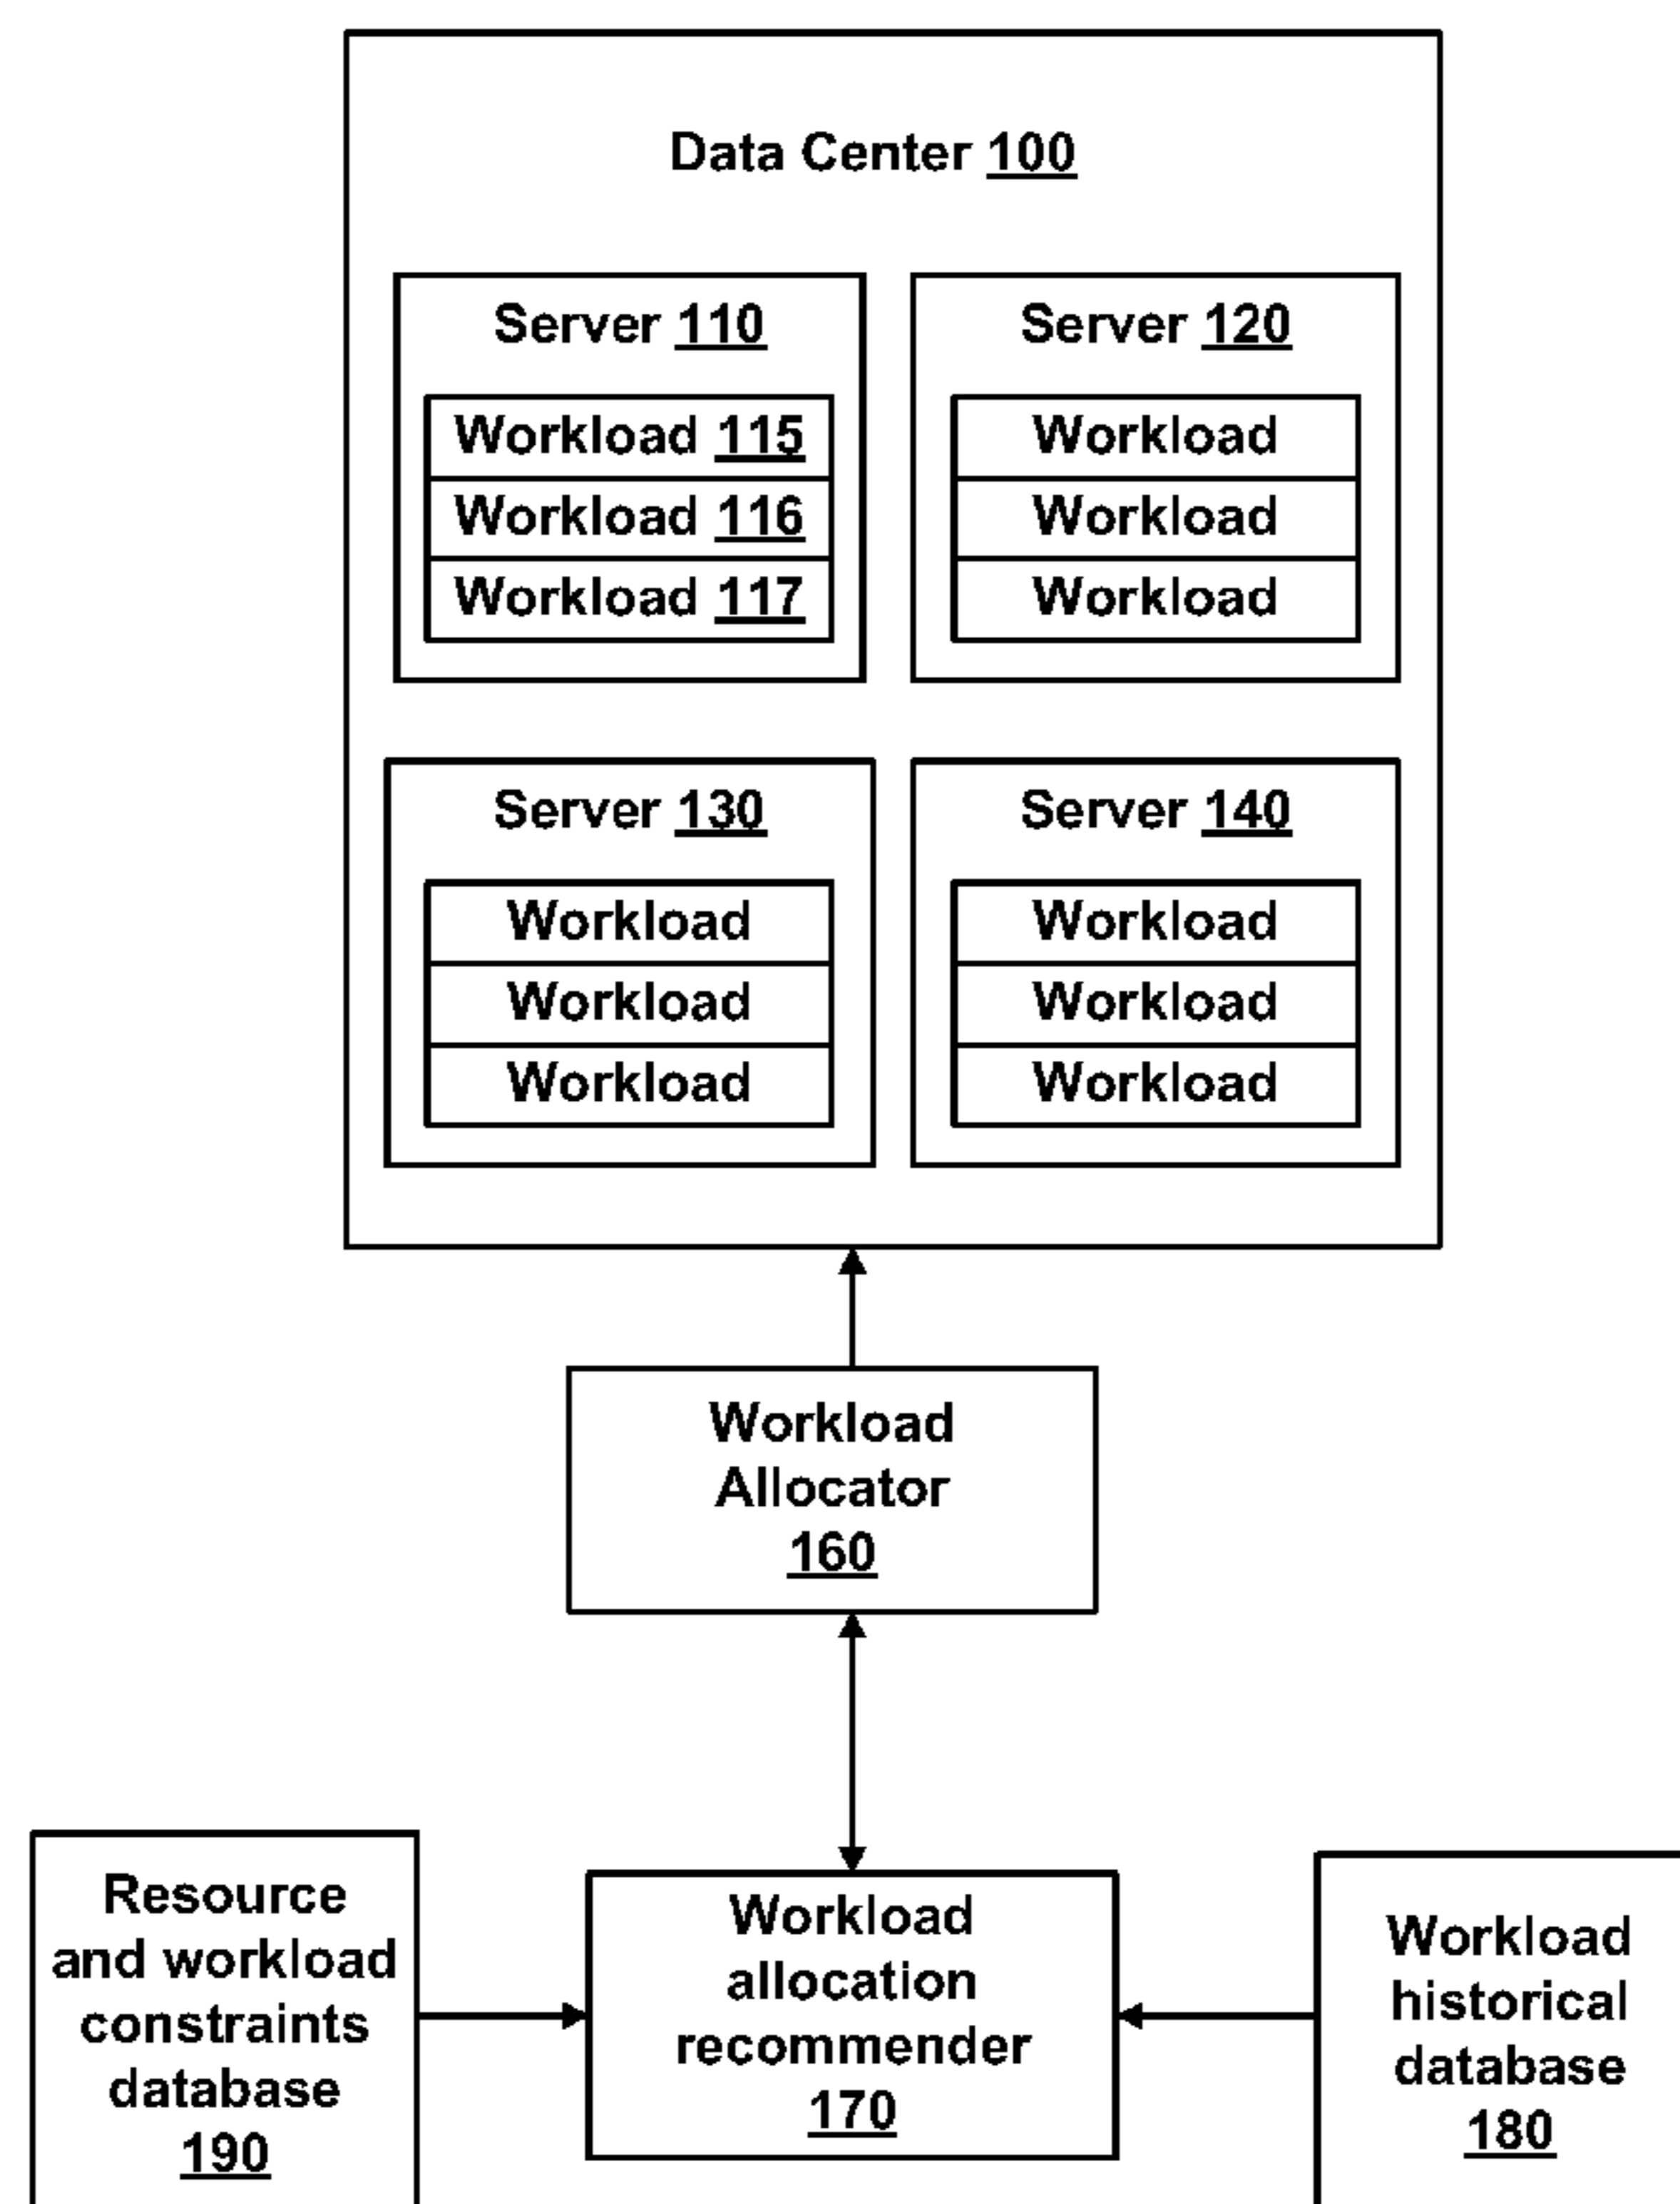 Data Center 100
Server 110
Workload 115
Workload 116
Workload 117
Server 120
Workload
Workload
Workload
Server 130
Workload
Workload
Workload
Server 140
Workload
Workload
Workload
Workload
Allocator
160
Resource
and workload
constraints
database
190
Workload
allocation
recommender
170
Workload
historical
database
180